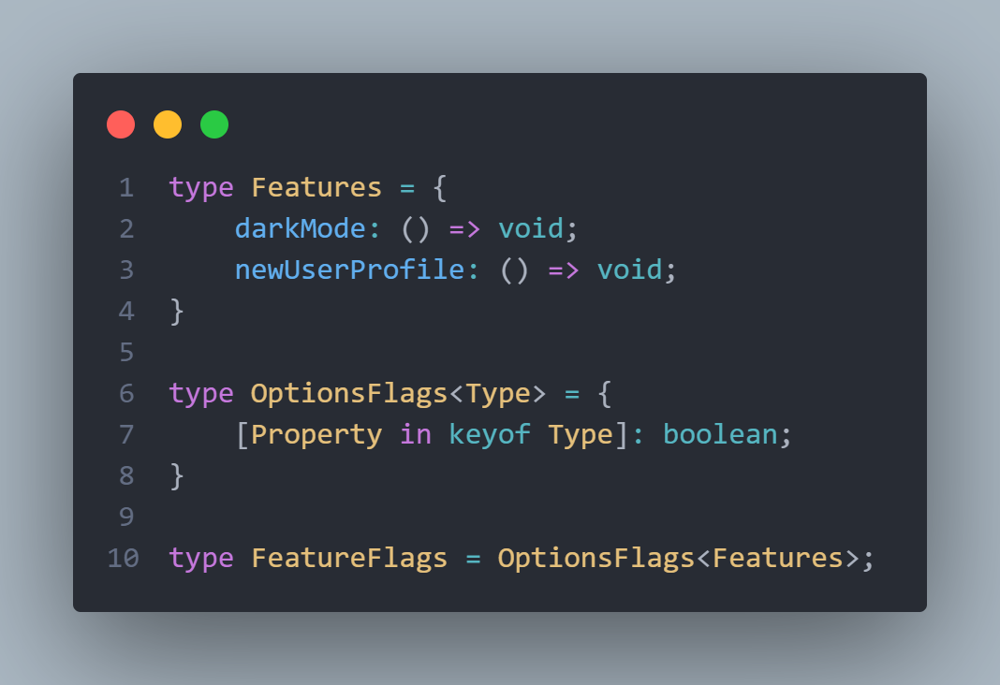 1 type Features = {
2     darkMode: () => void;
3     newUserProfile: () => void;
4 }
5
6 type OptionsFlags<Type> = {
7     [Property in keyof Type]: boolean;
8 }
9
10 type FeatureFlags = OptionsFlags<Features>;